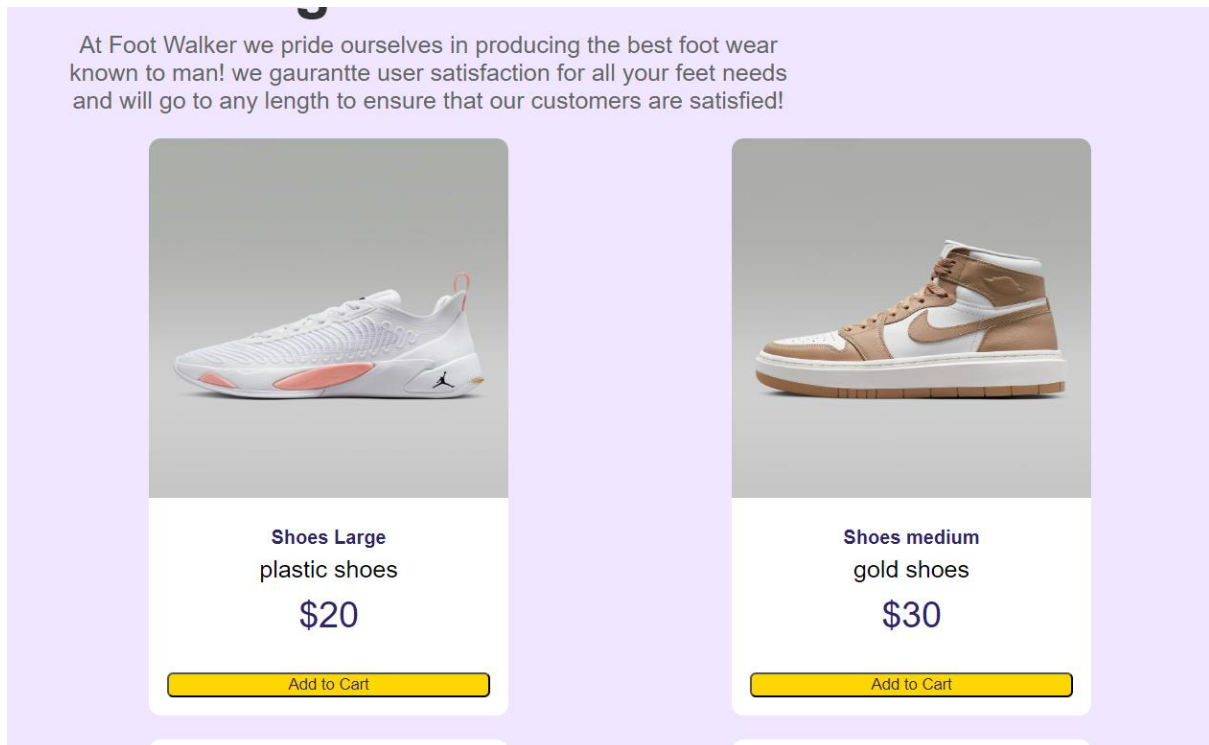 At Foot Walker we pride ourselves in producing the best foot wear
known to man! we gaurantte user satisfaction for all your feet needs
and will go to any length to ensure that our customers are satisfied!
Shoes Large
plastic shoes
$20
Add to Cart
Shoes medium
gold shoes
$30
Add to Cart